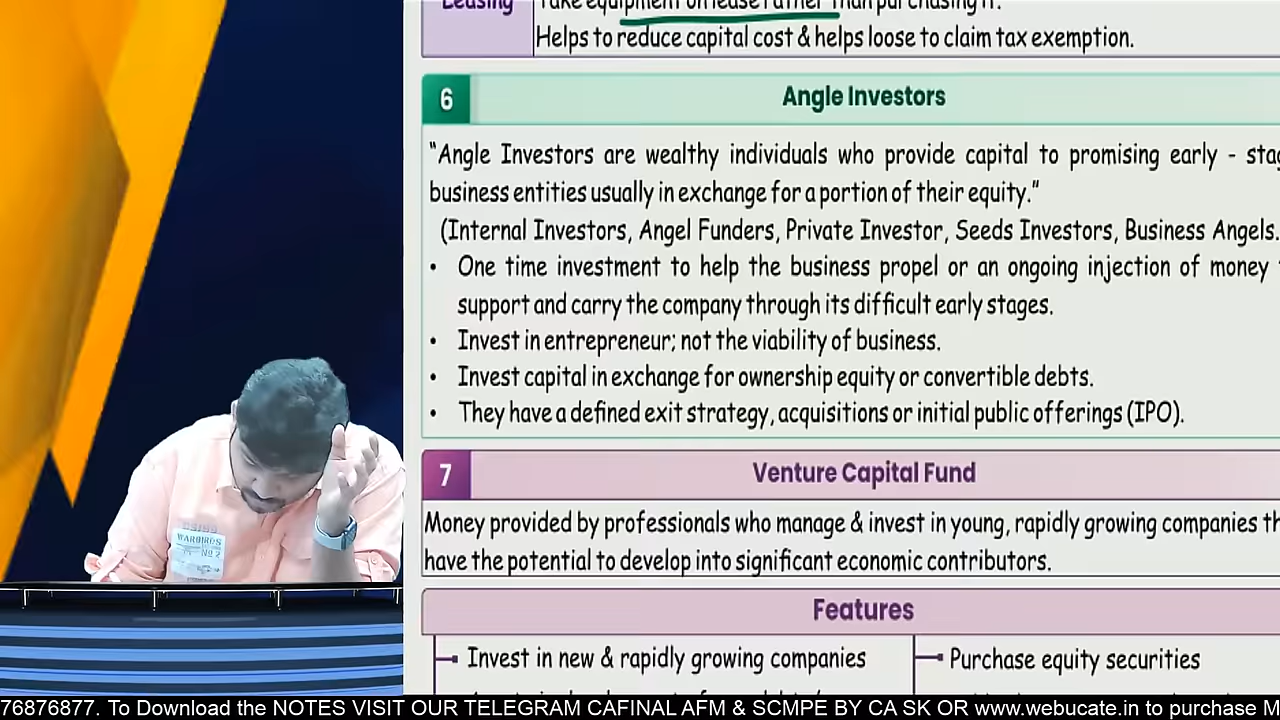 Leasing
Take equipment on lease rather than purchasing it.
Helps to reduce capital cost & helps loose to claim tax exemption.
6
Angle Investors
“Angle Investors are wealthy individuals who provide capital to promising early - stag
business entities usually in exchange for a portion of their equity.”
(Internal Investors, Angel Funders, Private Investor, Seeds Investors, Business Angels.
• One time investment to help the business propel or an ongoing injection of money
support and carry the company through its difficult early stages.
• Invest in entrepreneur; not the viability of business.
• Invest capital in exchange for ownership equity or convertible debts.
• They have a defined exit strategy, acquisitions or initial public offerings (IPO).
7
Venture Capital Fund
Money provided by professionals who manage & invest in young, rapidly growing companies th
have the potential to develop into significant economic contributors.
Features
Invest in new & rapidly growing companies
Purchase equity securities
WARBIRDS
Nº 2
76876877. To Download the NOTES VISIT OUR TELEGRAM CAFINAL AFM & SCMPE BY CA SK OR www.webucate.in to purchase M